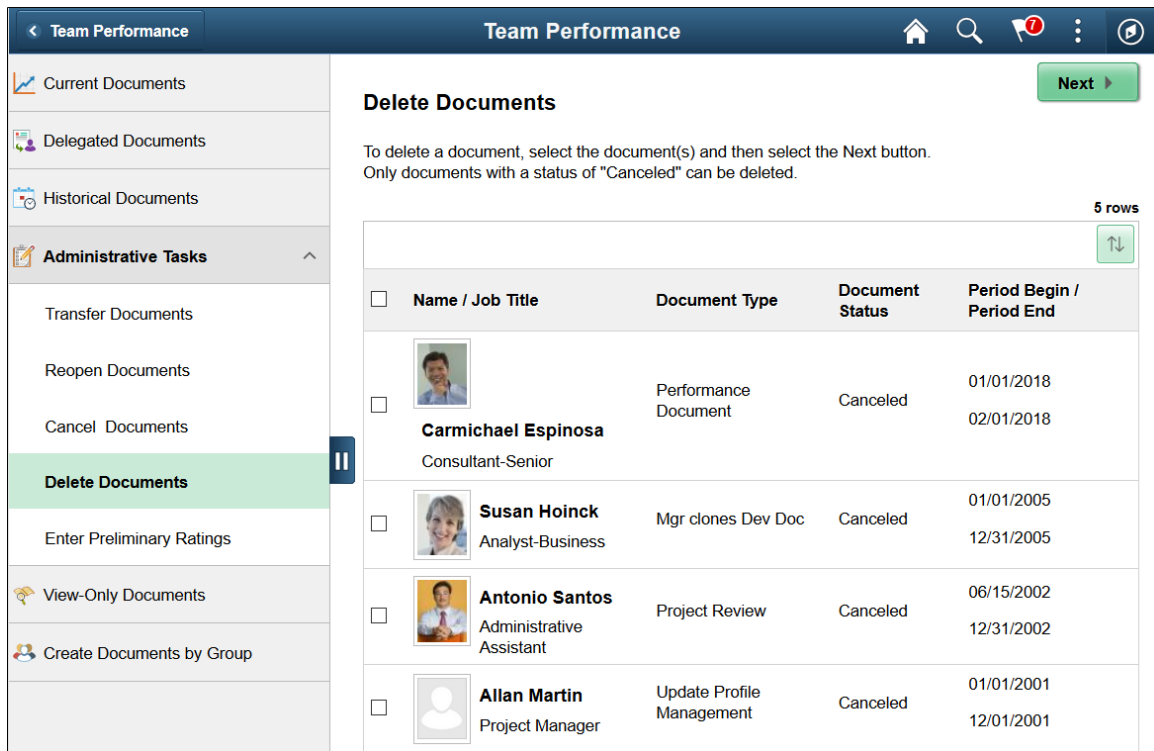 Team Performance
Team Performance
7
Current Documents
Delegated Documents
Historical Documents
Administrative Tasks
Transfer Documents
Reopen Documents
Cancel Documents
Delete Documents
Enter Preliminary Ratings
View-Only Documents
Create Documents by Group
Next
Delete Documents
To delete a document, select the document(s) and then select the Next button.
Only documents with a status of "Canceled" can be deleted.
5 rows
Name / Job Title
Document Type
Document
Status
Period Begin /
Period End
Carmichael Espinosa
Consultant-Senior
Performance
Document
Canceled
01/01/2018
02/01/2018
Susan Hoinck
Analyst-Business
Mgr clones Dev Doc
Canceled
01/01/2005
12/31/2005
Antonio Santos
Administrative
Assistant
Project Review
Canceled
06/15/2002
12/31/2002
Allan Martin
Project Manager
Update Profile
Management
Canceled
01/01/2001
12/01/2001